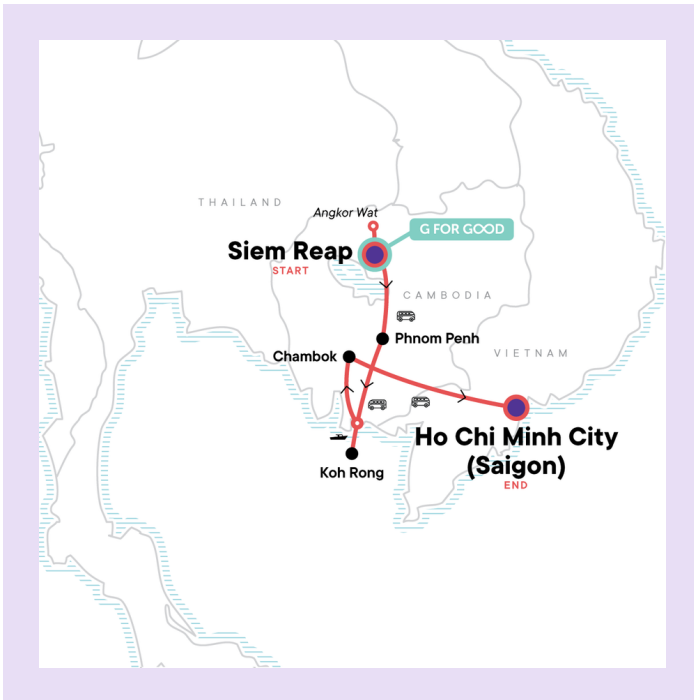 THAILAND
Angkor Wat
G FOR GOOD
Siem Reap
START
CAMBODIA
Phnom Penh
Chambok
VIETNAM
Ho Chi Minh City
(Saigon)
END
Koh Rong